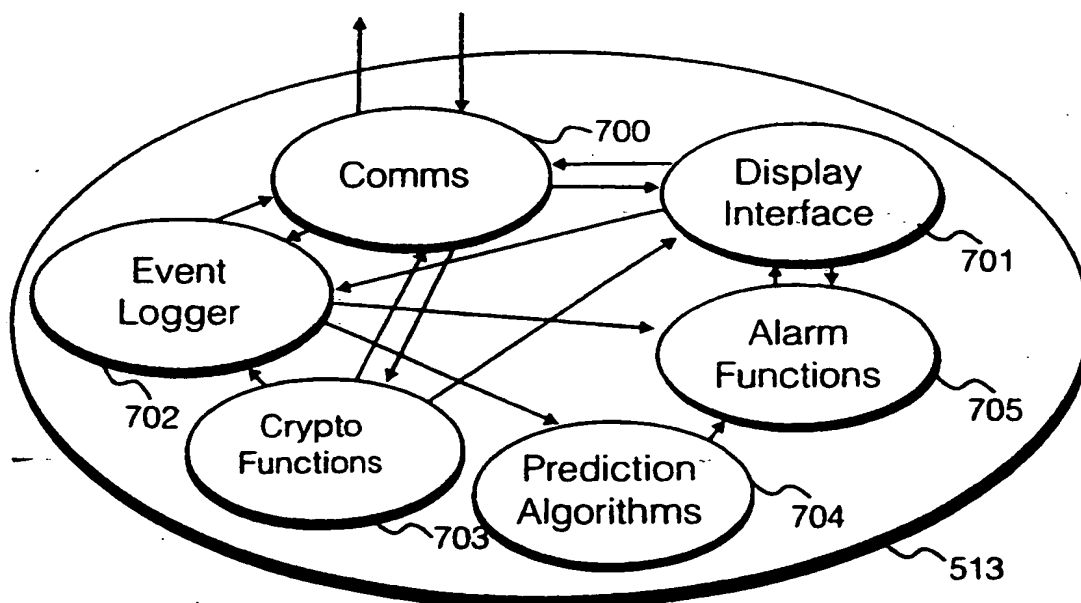 700
Comms
Display
Interface
701
Event
Logger
702
Alarm
Functions
705
Crypto
Functions
703
Prediction
Algorithms
704
513